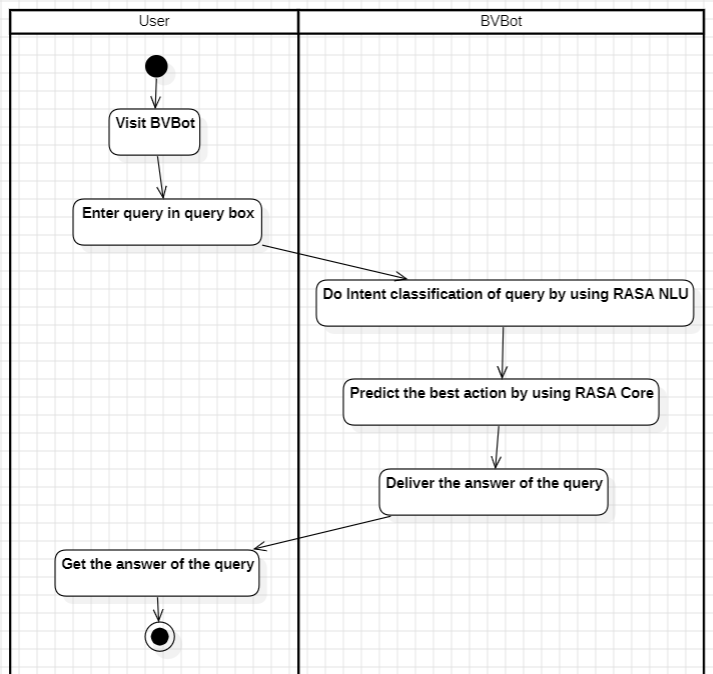 User
BVBot
Visit BVBot
Enter query in query box
Do Intent classification of query by using RASA NLU
Predict the best action by using RASA Core
Deliver the answer of the query
Get the answer of the query